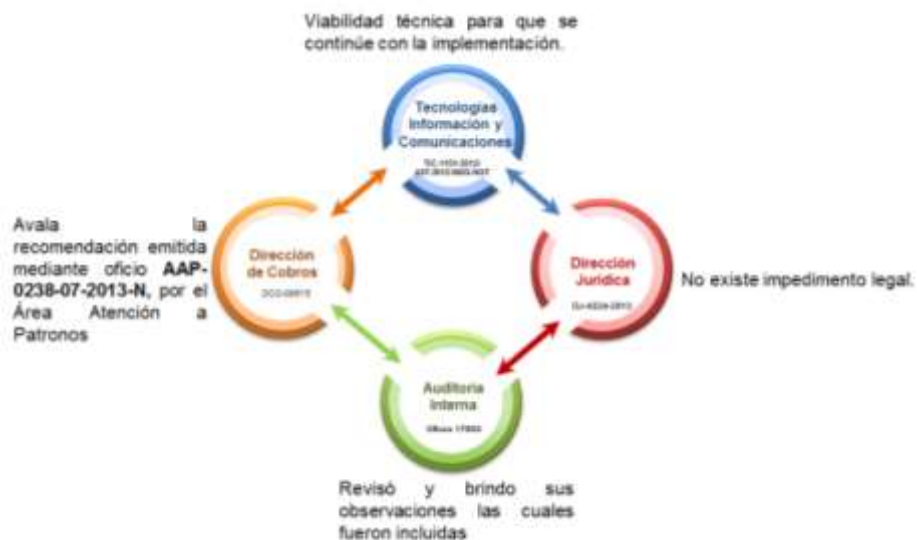 Viabilidad técnica para que se
continúe con la implementación.
Tecnologías
Información y
Comunicaciones
Avala la
recomendación emitida
mediante oficio AAP-
0238-07-2013-N, por el
Área Atención a
Patronos
Dirección
de Cobros
Dirección
Jurídica
No existe impedimento legal.
Auditoria
Interna
Revisó y brindo sus
observaciones las cuales
fueron incluidas